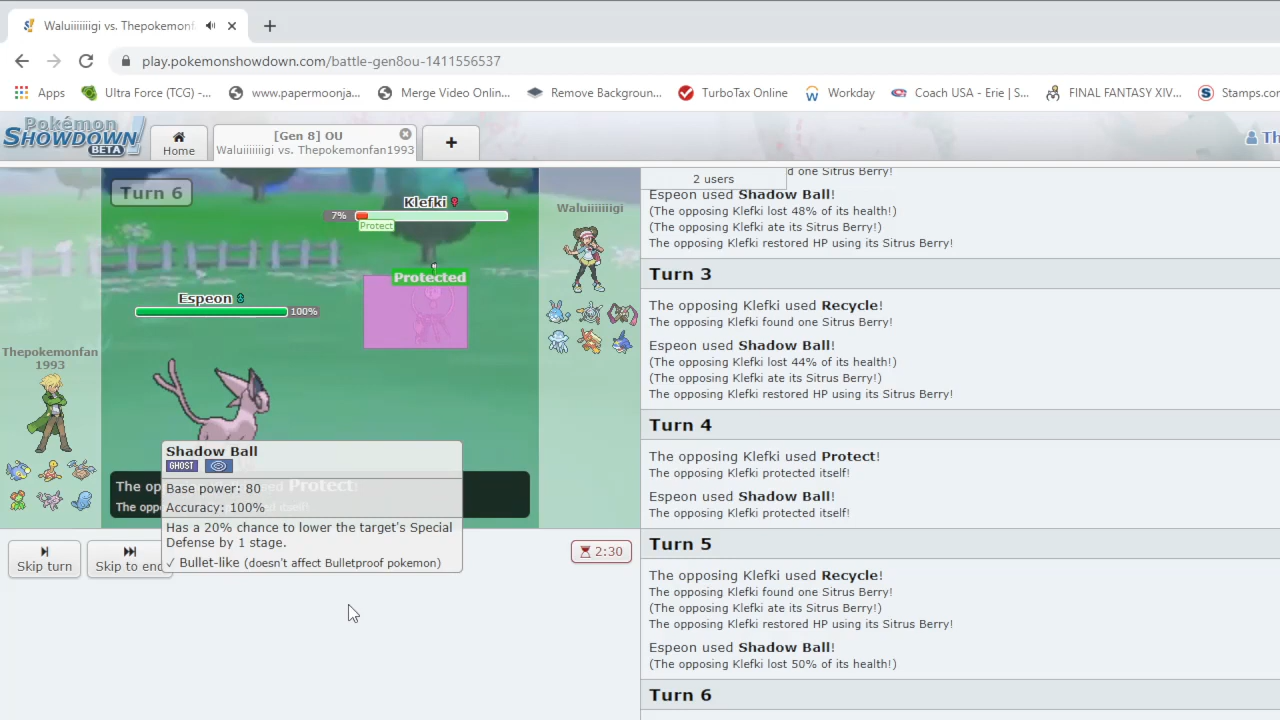 Waluiiiiiiigi vs. Thepokemonf
play.pokemonshowdown.com/battle-gen8ou-1411556537
Apps
Ultra Force (TCG) -...
www.papermoonja...
Merge Video Onlin...
Remove Backgroun...
TurboTax Online
Workday
Coach USA - Erie | S...
FINAL FANTASY XIV...
Stamps.cor
Pokémon
SHOWDOWN!
BETA
Home
[Gen 8] OU
Waluiiiiiiigi vs. Thepokemonfan1993
+
Th
Turn 6
Klefki
7%
Protect
Protected
Espeon
100%
Thepokemonfan
1993
Waluiiiiiiigi
The op
Protect!
The oppo
itself!
Shadow Ball
GHOST
Base power: 80
Accuracy: 100%
Has a 20% chance to lower the target's Special
Defense by 1 stage.
✓ Bullet-like (doesn't affect Bulletproof pokemon)
Skip turn
Skip to end
2:30
2 users
d one Sitrus Berry!
Espeon used Shadow Ball!
(The opposing Klefki lost 48% of its health!)
(The opposing Klefki ate its Sitrus Berry!)
The opposing Klefki restored HP using its Sitrus Berry!
Turn 3
The opposing Klefki used Recycle!
The opposing Klefki found one Sitrus Berry!
Espeon used Shadow Ball!
(The opposing Klefki lost 44% of its health!)
(The opposing Klefki ate its Sitrus Berry!)
The opposing Klefki restored HP using its Sitrus Berry!
Turn 4
The opposing Klefki used Protect!
The opposing Klefki protected itself!
Espeon used Shadow Ball!
The opposing Klefki protected itself!
Turn 5
The opposing Klefki used Recycle!
The opposing Klefki found one Sitrus Berry!
(The opposing Klefki ate its Sitrus Berry!)
The opposing Klefki restored HP using its Sitrus Berry!
Espeon used Shadow Ball!
(The opposing Klefki lost 50% of its health!)
Turn 6